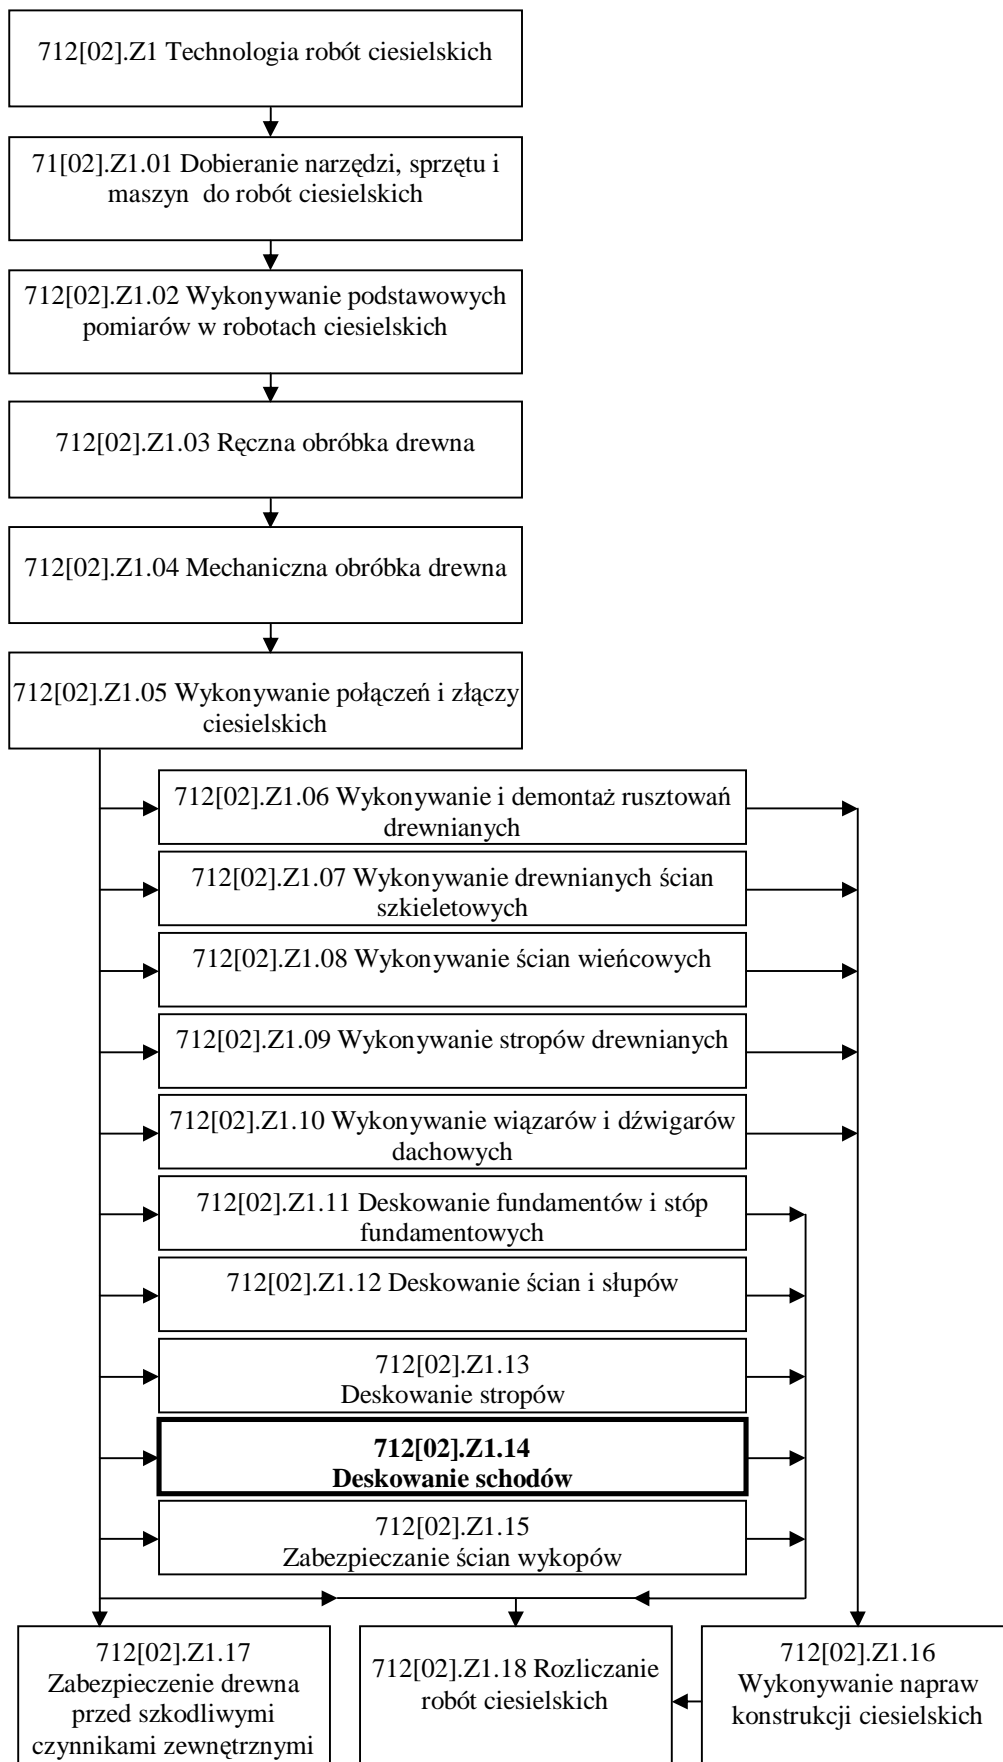 712[02].Z1 Technologia robót ciesielskich
71[02].Z1.01 Dobieranie narzędzi, sprzętu i
maszyn do robót ciesielskich
712[02].Z1.02 Wykonywanie podstawowych
pomiarów w robotach ciesielskich
712[02].Z1.03 Ręczna obróbka drewna
712[02].Z1.04 Mechaniczna obróbka drewna
712[02].Z1.05 Wykonywanie połączeń i złączy
ciesielskich
712[02].Z1.06 Wykonywanie i demontaż rusztowań
drewnianych
712[02].Z1.07 Wykonywanie drewnianych ścian
szkieletowych
712[02].Z1.08 Wykonywanie ścian wieńcowych
712[02].Z1.09 Wykonywanie stropów drewnianych
712[02].Z1.10 Wykonywanie wiązarów i dźwigarów
dachowych
712[02].Z1.11 Deskowanie fundamentów i stóp
fundamentowych
712[02].Z1.12 Deskowanie ścian i słupów
712[02].Z1.13
Deskowanie stropów
712[02].Z1.14
Deskowanie schodów
712[02].Z1.15
Zabezpieczanie ścian wykopów
712[02].Z1.17
Zabezpieczenie drewna
przed szkodliwymi
czynnikami zewnętrznymi
712[02].Z1.18 Rozliczanie
robót ciesielskich
712[02].Z1.16
Wykonywanie napraw
konstrukcji ciesielskich